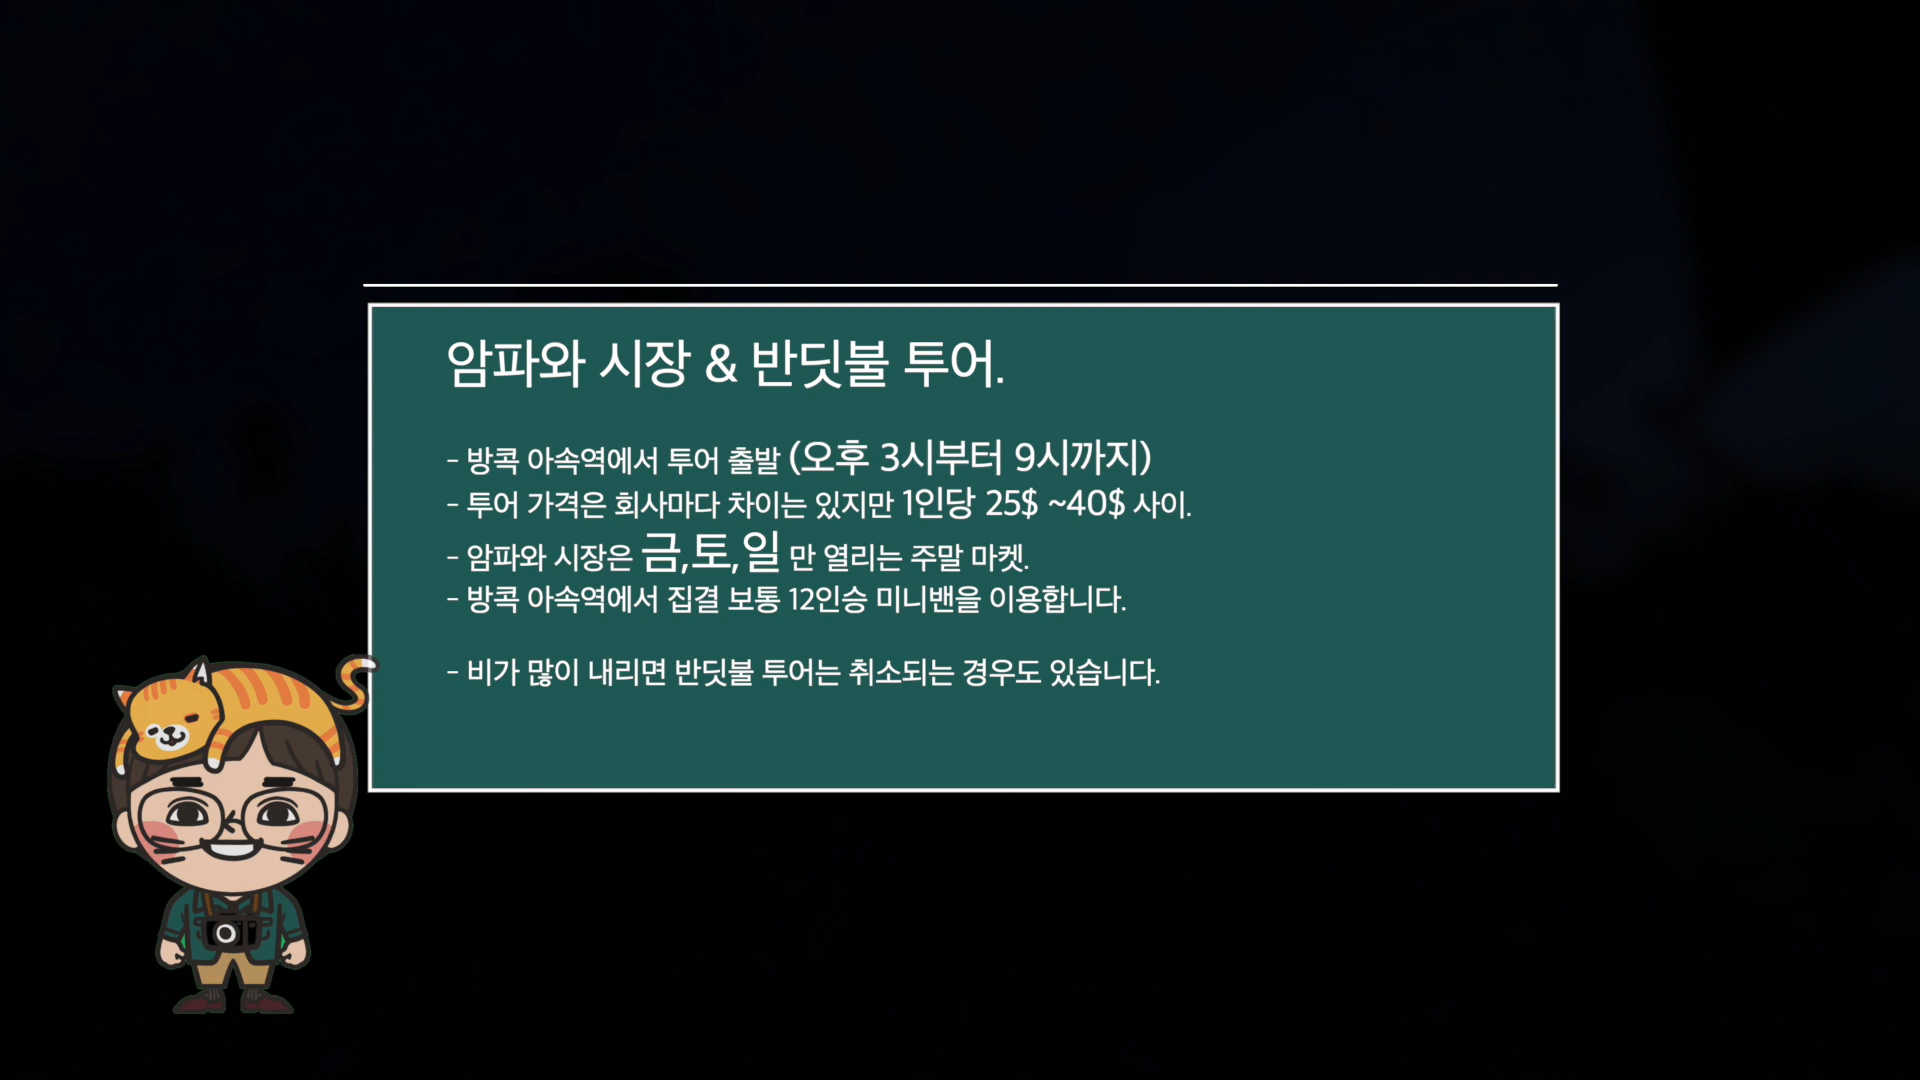 암파와 시장 & 반딧불 투어.
- 방콕 아속역에서 투어 출발 (오후 3시부터 9시까지)
- 투어 가격은 회사마다 차이는 있지만 1인당 25$ ~40$ 사이.
- 암파와 시장은 금,토,일 만 열리는 주말 마켓.
- 방콕 아속역에서 집결 보통 12인승 미니밴을 이용합니다.
- 비가 많이 내리면 반딧불 투어는 취소되는 경우도 있습니다.